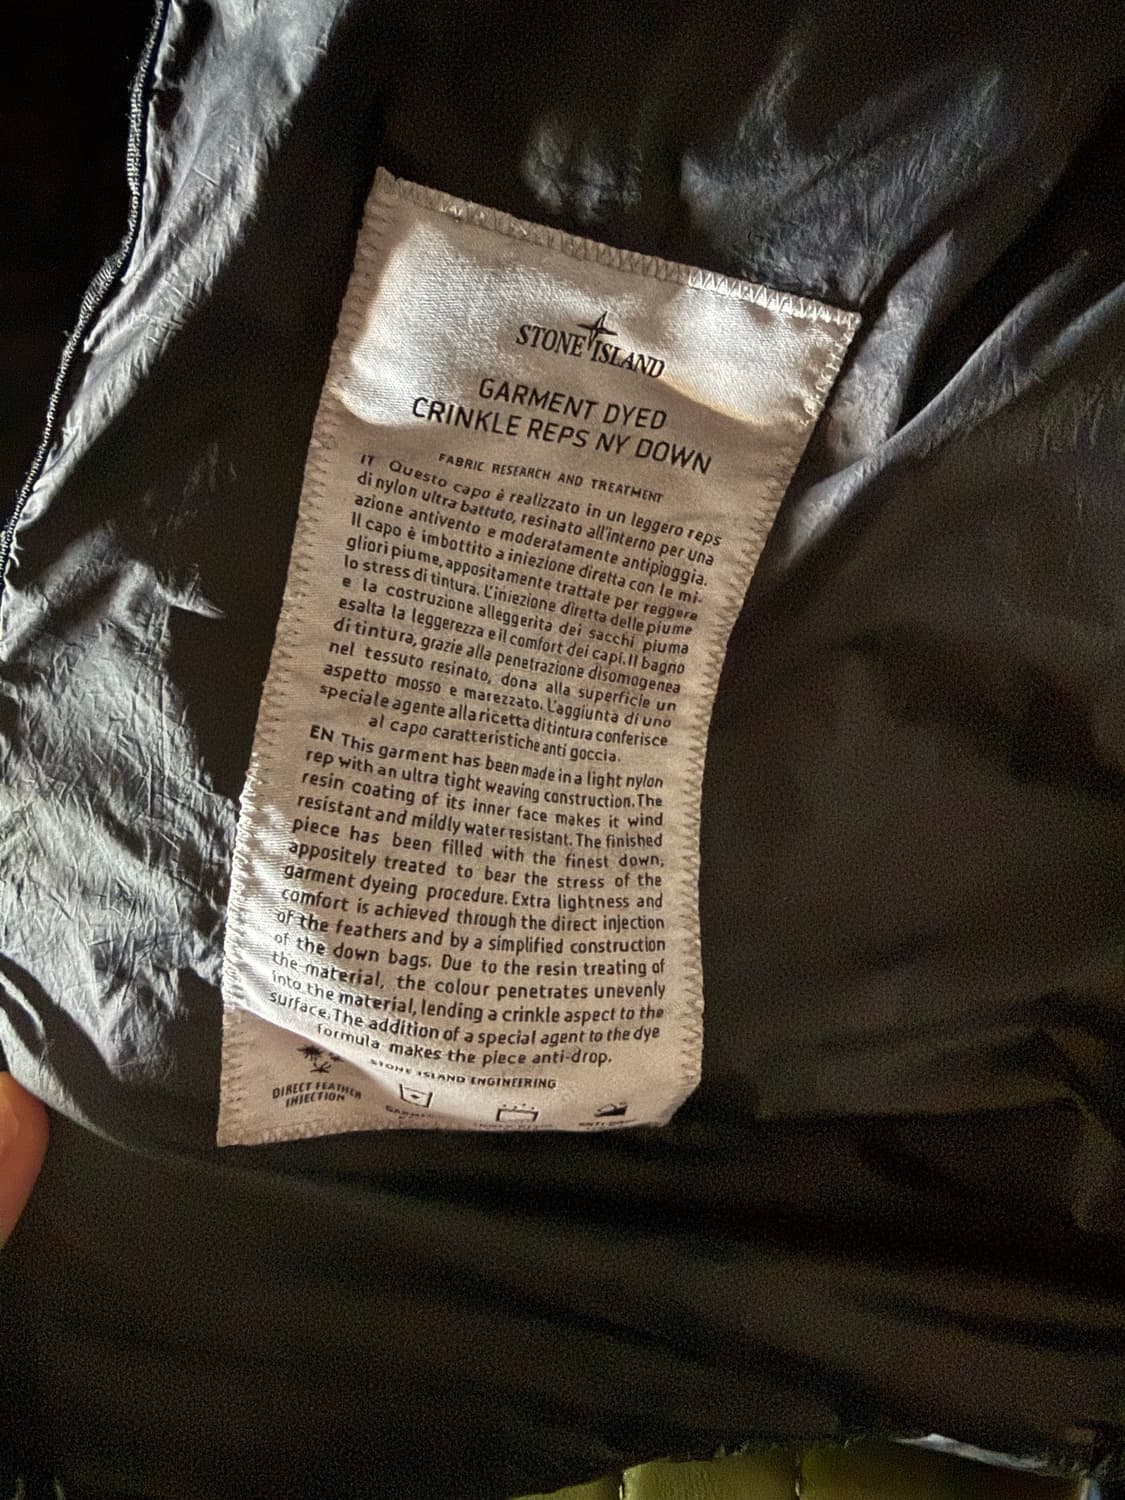 STONE ISLAND
GARMENT DYED
CRINKLE REPS NY DOWN
FABRIC RESEARCH AND TREATMENT
IT Questo capo è realizzato in un leggero reps
di nylon ultra battuto, resinato all'interno per una
azione antivento e moderatamente antipioggia.
Il capo è imbottito a iniezione diretta con le mi-
gliori piume, appositamente trattate per reggere
lo stress di tintura. L'iniezione diretta delle piume
e la costruzione alleggerita dei sacchi piuma
esalta la leggerezza e il comfort dei capi. Il bagno
di tintura, grazie alla penetrazione disomogenea
nel tessuto resinato, dona alla superficie un
aspetto mosso e marezzato. L'aggiunta di uno
speciale agente alla ricetta di tintura conferisce
al capo caratteristiche anti goccia.
EN This garment has been made in a light nylon
rep with an ultra tight weaving construction. The
resin coating of its inner face makes it wind
resistant and mildly water resistant. The finished
piece has been filled with the finest down,
appositely treated to bear the stress of the
garment dyeing procedure. Extra lightness and
comfort is achieved through the direct injection
of the feathers and by a simplified construction
of the down bags. Due to the resin treating of
the material, the colour penetrates unevenly
into the material, lending a crinkle aspect to the
surface. The addition of a special agent to the dye
formula makes the piece anti-drop.
STONE ISLAND ENGINEERING
DIRECT FEATHER
INJECTION